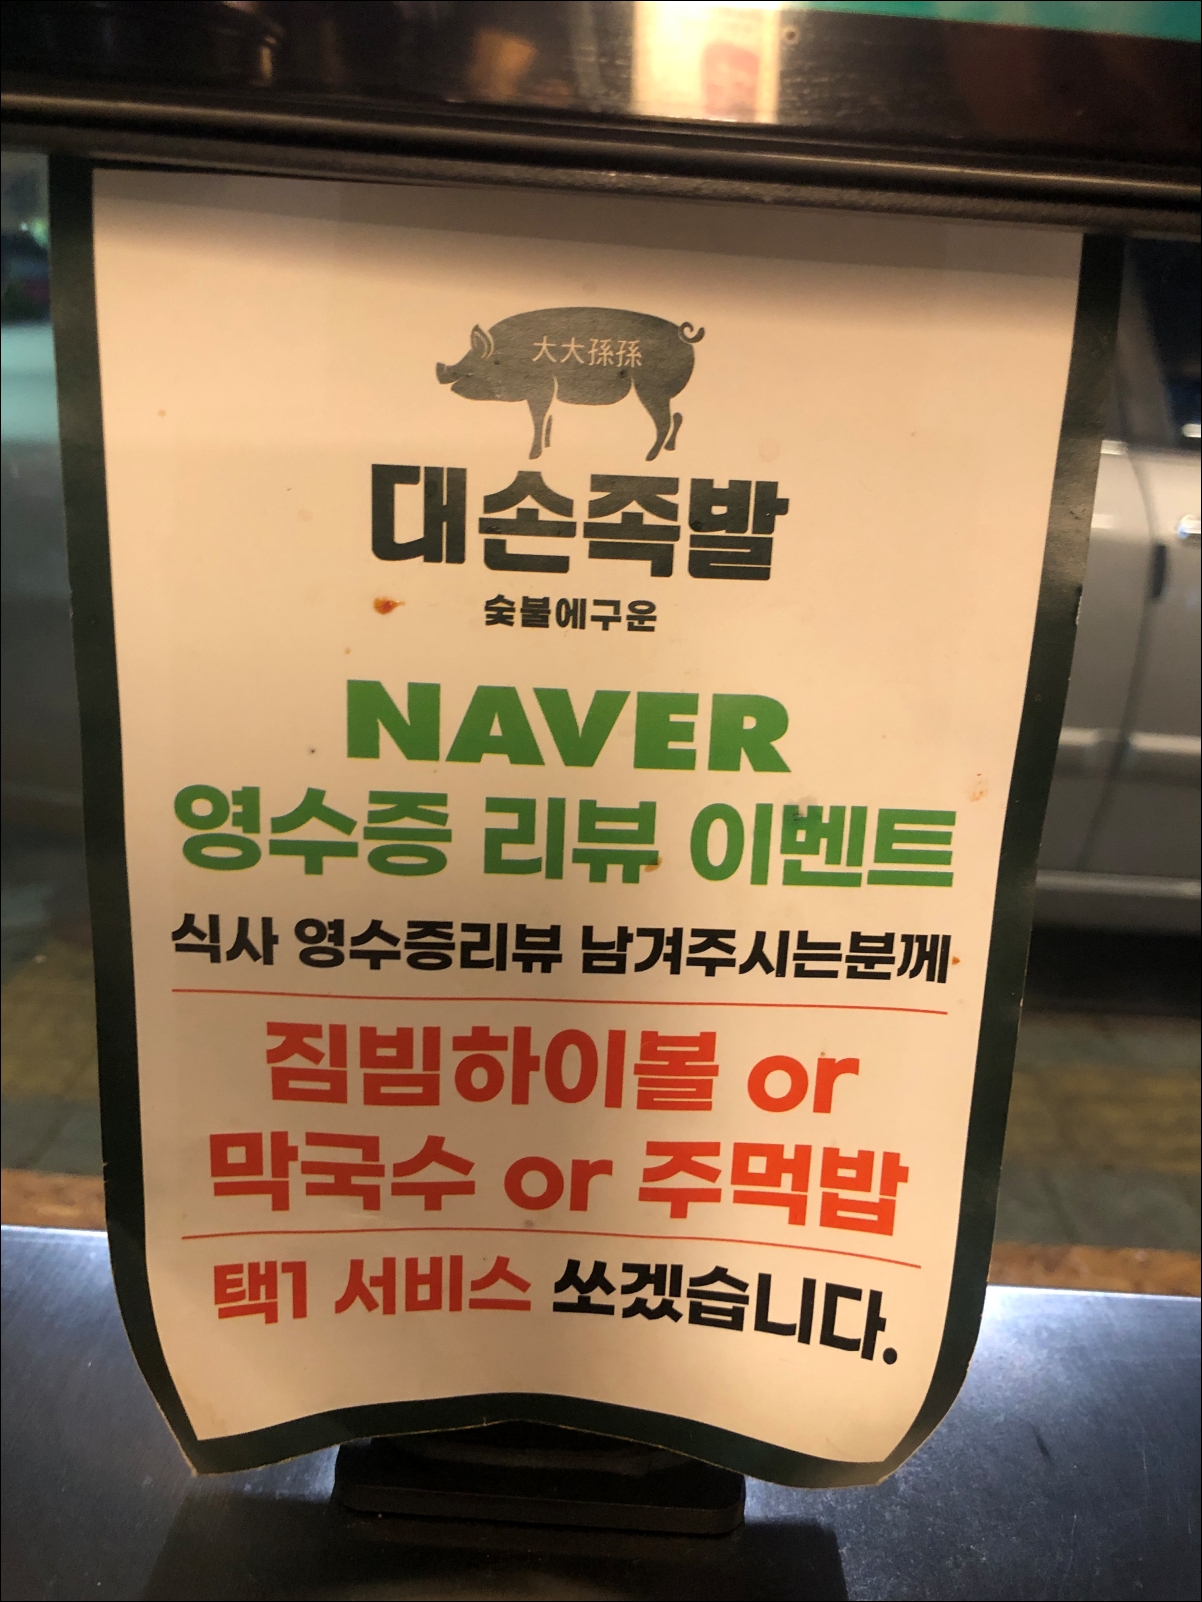 大大孫孫
대손족발
숯불에구운
NAVER
영수증 리뷰 이벤트
식사 영수증리뷰 남겨주시는분께
짐빔하이볼 or
막국수 or 주먹밥
택1 서비스 쏘겠습니다.